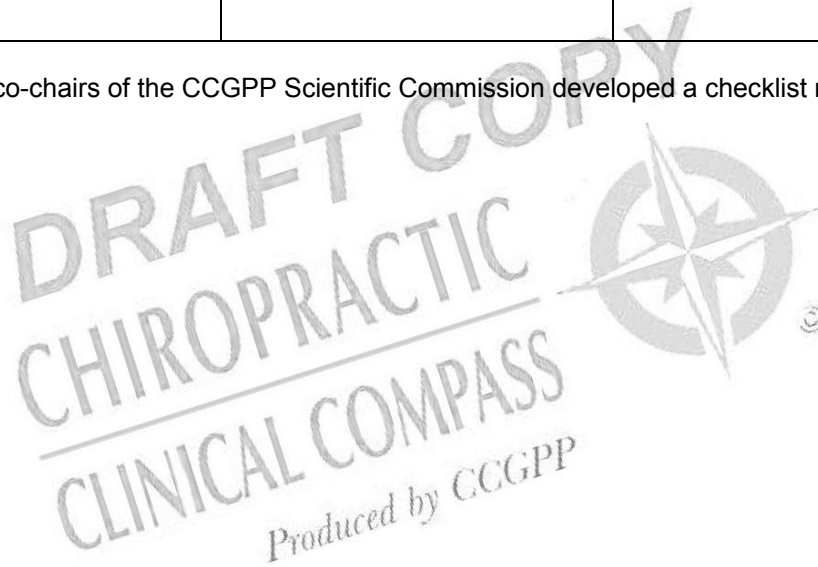 co-chairs of the CCGPP Scientific Commission developed a checklist
DRAFT COPY
CHIROPRACTIC
CLINICAL COMPASS
Produced by CCGPP
©